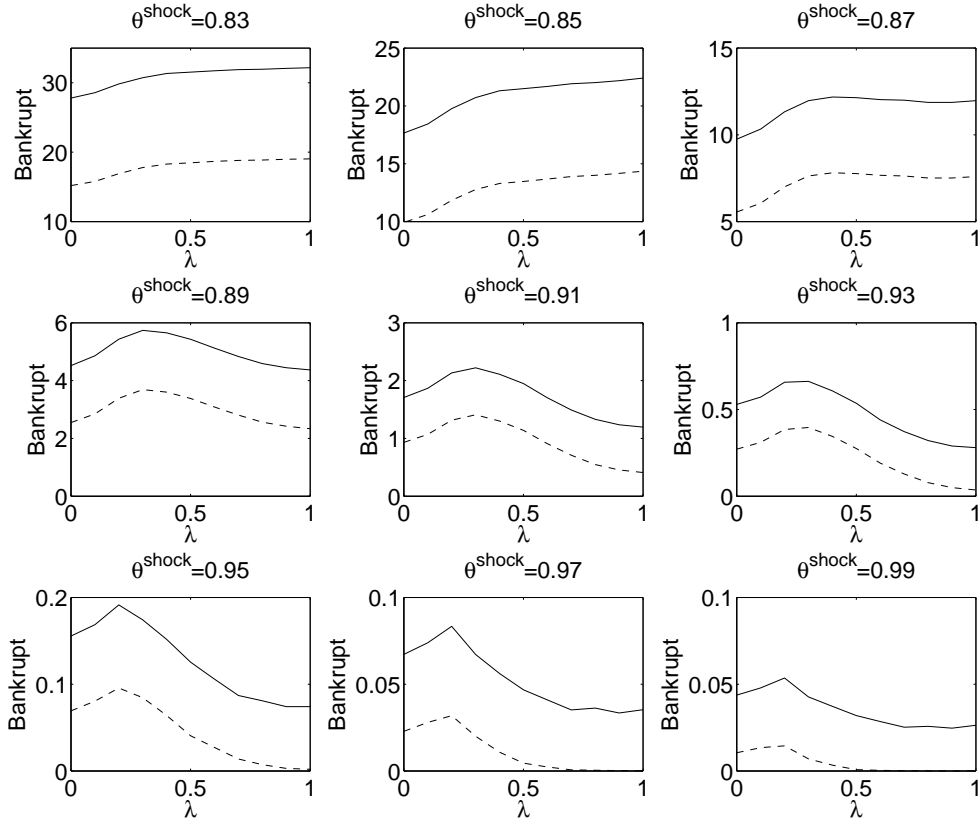 θshock=0.83
Bankrupt
30
20
10
0
0.5
1
λ
θshock=0.85
Bankrupt
25
20
15
10
0
0.5
1
λ
θshock=0.87
Bankrupt
15
10
5
0
0.5
1
λ
θshock=0.89
Bankrupt
6
4
2
0
0
0.5
1
λ
θshock=0.91
Bankrupt
3
2
1
0
0
0.5
1
λ
θshock=0.93
Bankrupt
1
0.5
0
0
0.5
1
λ
θshock=0.95
Bankrupt
0.2
0.1
0
0
0.5
1
λ
θshock=0.97
Bankrupt
0.1
0.05
0
0
0.5
1
λ
θshock=0.99
Bankrupt
0.1
0.05
0
0
0.5
1
λ